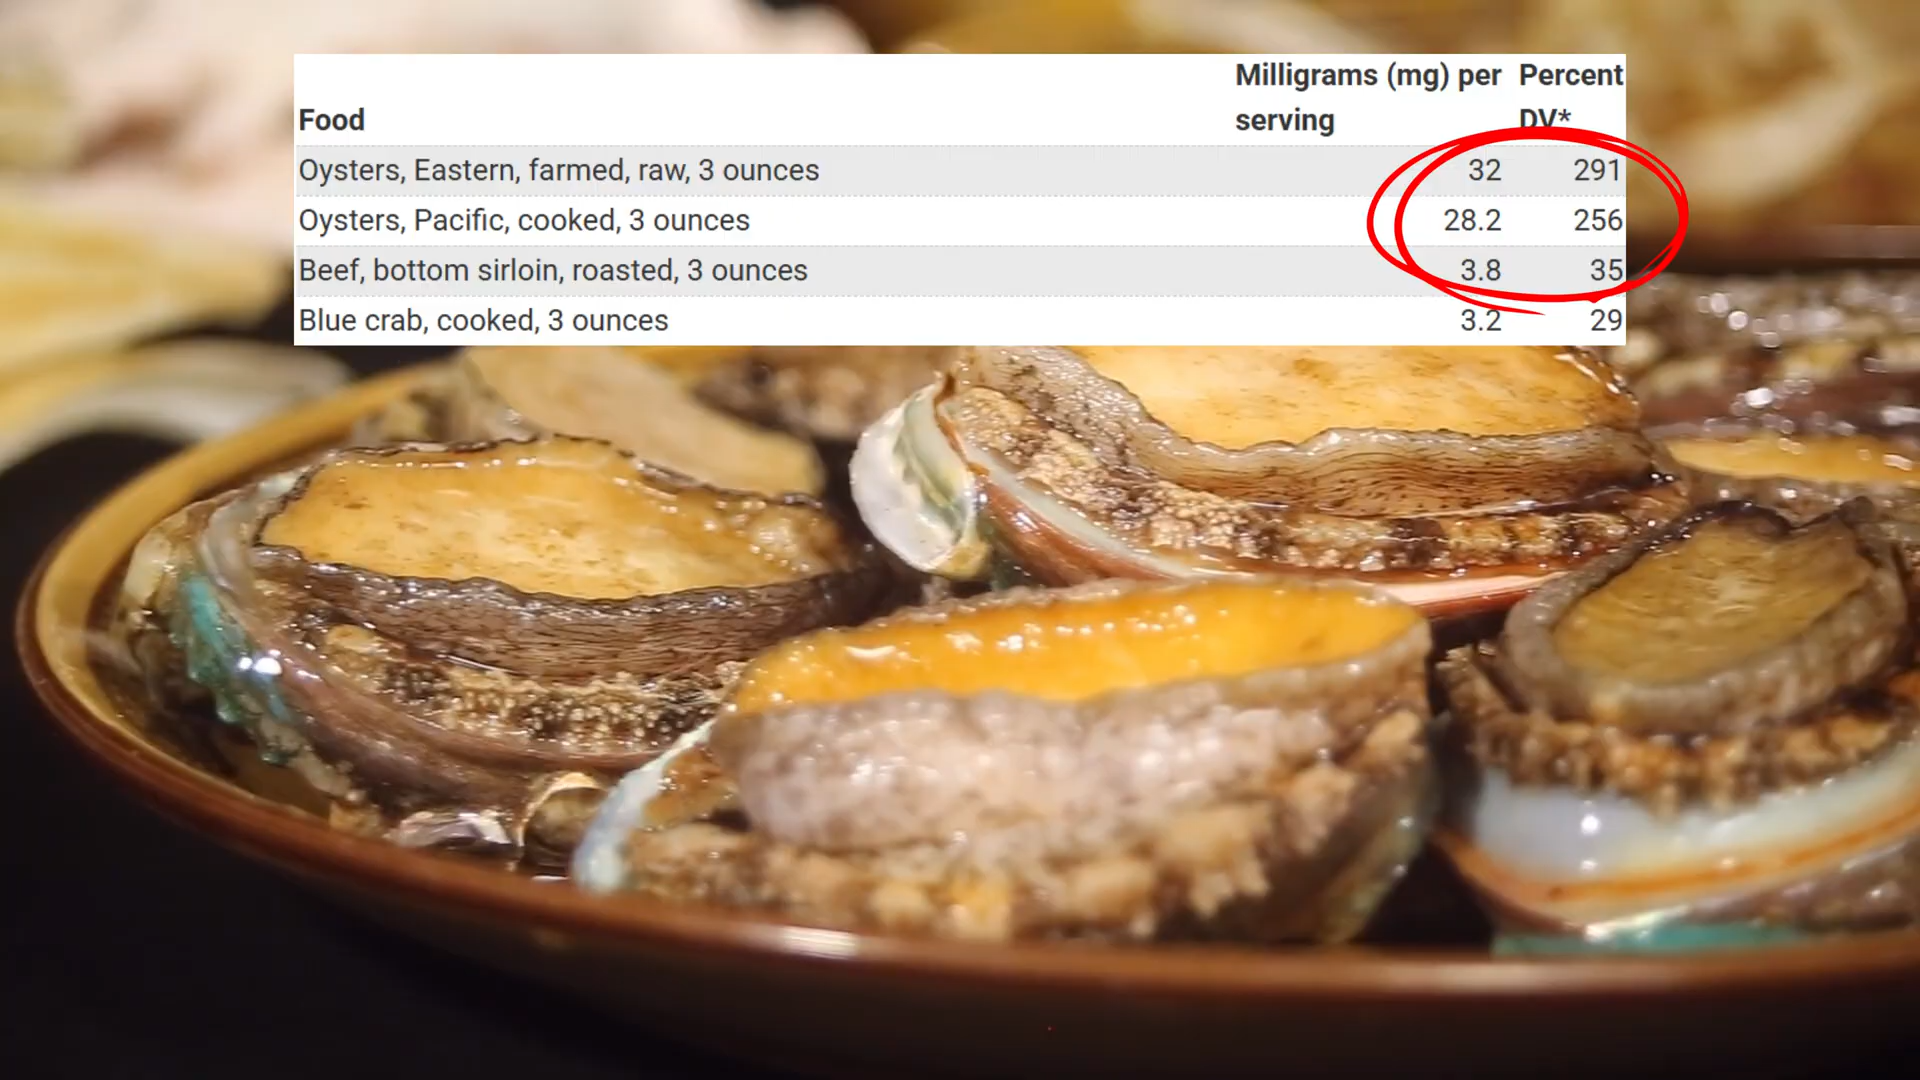 Food Milligrams (mg) per serving Percent DV*
Oysters, Eastern, farmed, raw, 3 ounces 32 291
Oysters, Pacific, cooked, 3 ounces 28.2 256
Beef, bottom sirloin, roasted, 3 ounces 3.8 35
Blue crab, cooked, 3 ounces 3.2 29